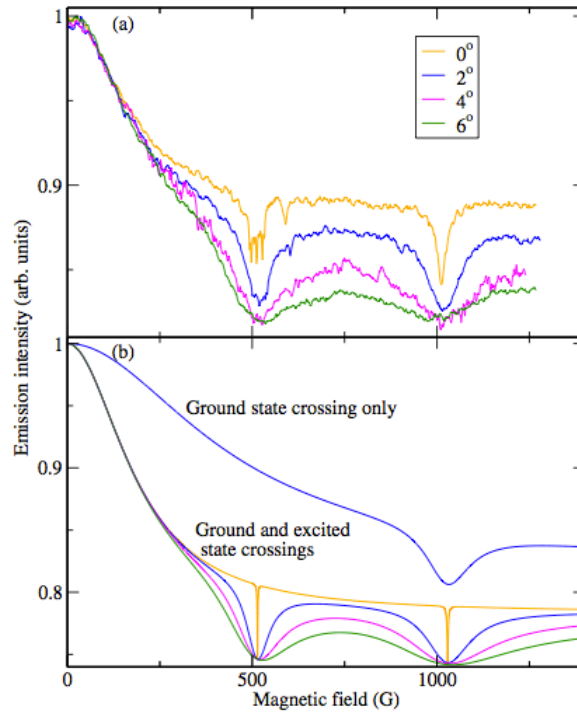 1
(a)
0°
2°
4°
6°
0.9
Emission intensity (arb. units)
1
(b)
Ground state crossing only
0.9
Ground and excited
state crossings
0.8
0
500
1000
Magnetic field (G)